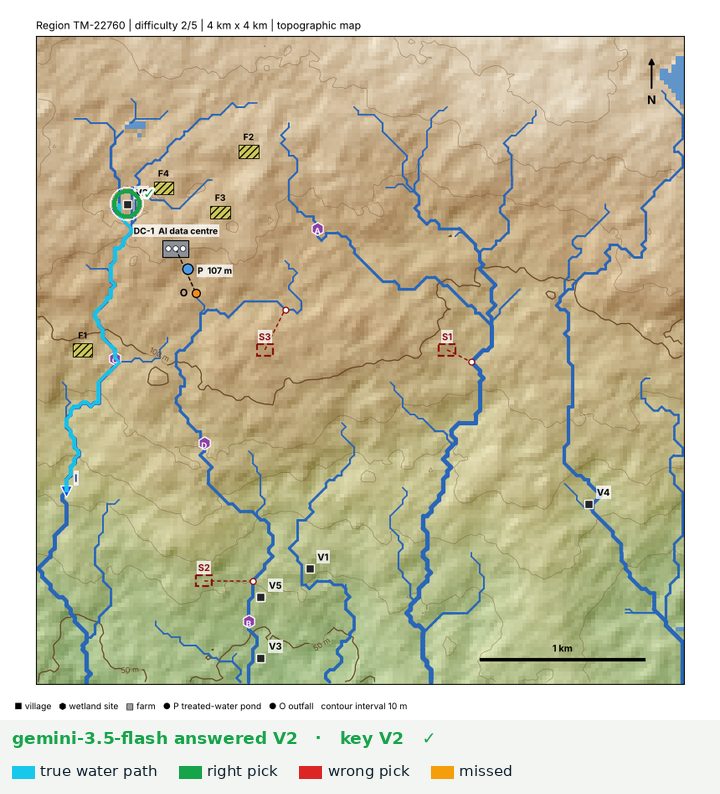 Region TM-22760 | difficulty 2/5 | 4 km x 4 km | topographic map
N
F2
F4
✓
F3
DC-1 AI data centre
A
P 107 m
O
F1
S3
S1
100 m
C
D
I
V4
V1
S2
V5
B
V3
50 m
50 m
1 km
■ village ⬢ wetland site ▨ farm ● P treated-water pond ● O outfall contour interval 10 m
gemini-3.5-flash answered V2 · key V2 ✓
true water path right pick wrong pick missed